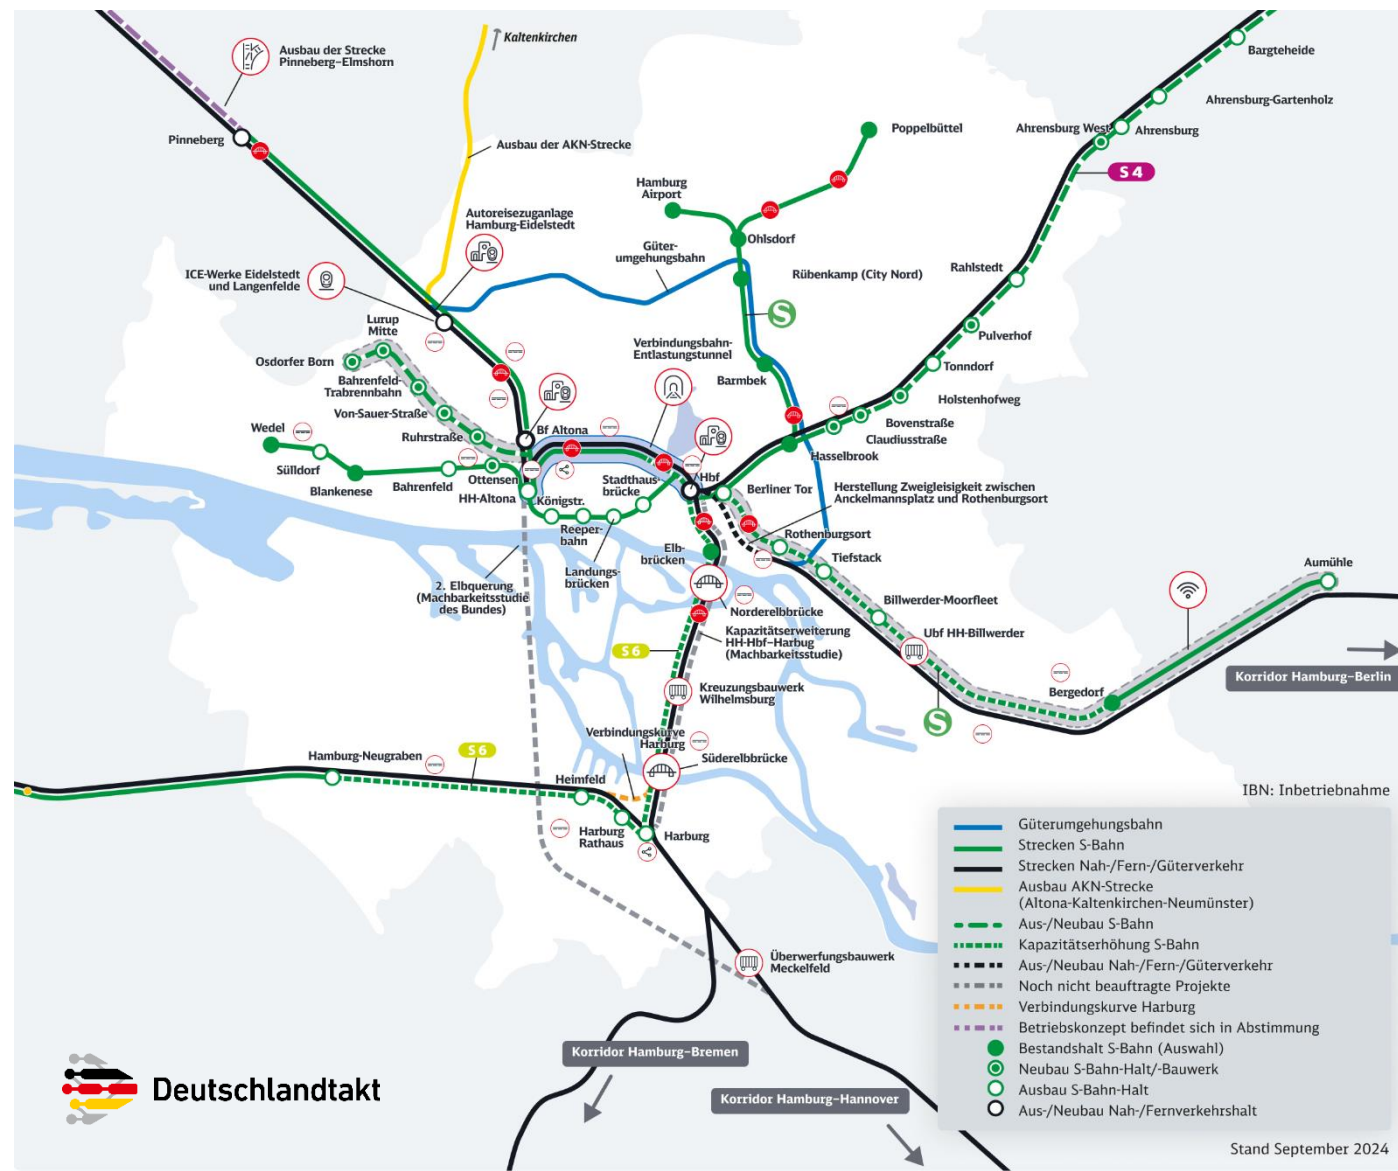 Kaltenkirchen
Ausbau der Strecke
Pinneberg–Elmshorn
Bargteheide
Ahrensburg-Gartenholz
Ahrensburg West
Ahrensburg
Pinneberg
Ausbau der AKN-Strecke
Poppelbüttel
S 4
Hamburg
Airport
Autoreisezuganlage
Hamburg-Eidelstedt
Ohlsdorf
Güter-
umgehungsbahn
ICE-Werke Eidelstedt
und Langenfelde
Rübenkamp (City Nord)
Rahlstedt
S
Lurup
Mitte
Pulverhof
Verbindungsbahn-
Entlastungstunnel
Osdorfer Born
Bahrenfeld-
Trabrennbahn
Barmbek
Tonndorf
Holstenhofweg
Von-Sauer-Straße
Bovenstraße
Wedel
Ruhrstraße
Bf Altona
Claudiusstraße
Hasselbrook
Sülldorf
Blankenese
Bahrenfeld
Ottensen
HH-Altona
Königstr.
Stadthaus-
brücke
Hbf
Berliner Tor
Herstellung Zweigleisigkeit zwischen
Anckelmannsplatz und Rothenburgsort
Reeper-
bahn
Rothenburgsort
Elb-
brücken
Tiefstack
Landungs-
brücken
Aumühle
2. Elbquerung
(Machbarkeitsstudie
des Bundes)
Norderelbbrücke
Billwerder-Moorfleet
Kapazitätserweiterung
HH-Hbf–Harbug
(Machbarkeitsstudie)
Ubf HH-Billwerder
S 6
Korridor Hamburg–Berlin
Kreuzungsbauwerk
Wilhelmsburg
Bergedorf
S
Verbindungskurve
Harburg
Hamburg-Neugraben
S 6
Süderelbbrücke
Heimfeld
Harburg
Rathaus
Harburg
IBN: Inbetriebnahme
Güterumgehungsbahn
Strecken S-Bahn
Strecken Nah-/Fern-/Güterverkehr
Ausbau AKN-Strecke
(Altona-Kaltenkirchen-Neumünster)
Aus-/Neubau S-Bahn
Kapazitätserhöhung S-Bahn
Aus-/Neubau Nah-/Fern-/Güterverkehr
Noch nicht beauftragte Projekte
Verbindungskurve Harburg
Betriebskonzept befindet sich in Abstimmung
Bestandshalt S-Bahn (Auswahl)
Neubau S-Bahn-Halt/-Bauwerk
Ausbau S-Bahn-Halt
Aus-/Neubau Nah-/Fernverkehrshalt
Überwerfungsbauwerk
Meckelfeld
Korridor Hamburg–Bremen
Korridor Hamburg–Hannover
Deutschlandtakt
Stand September 2024